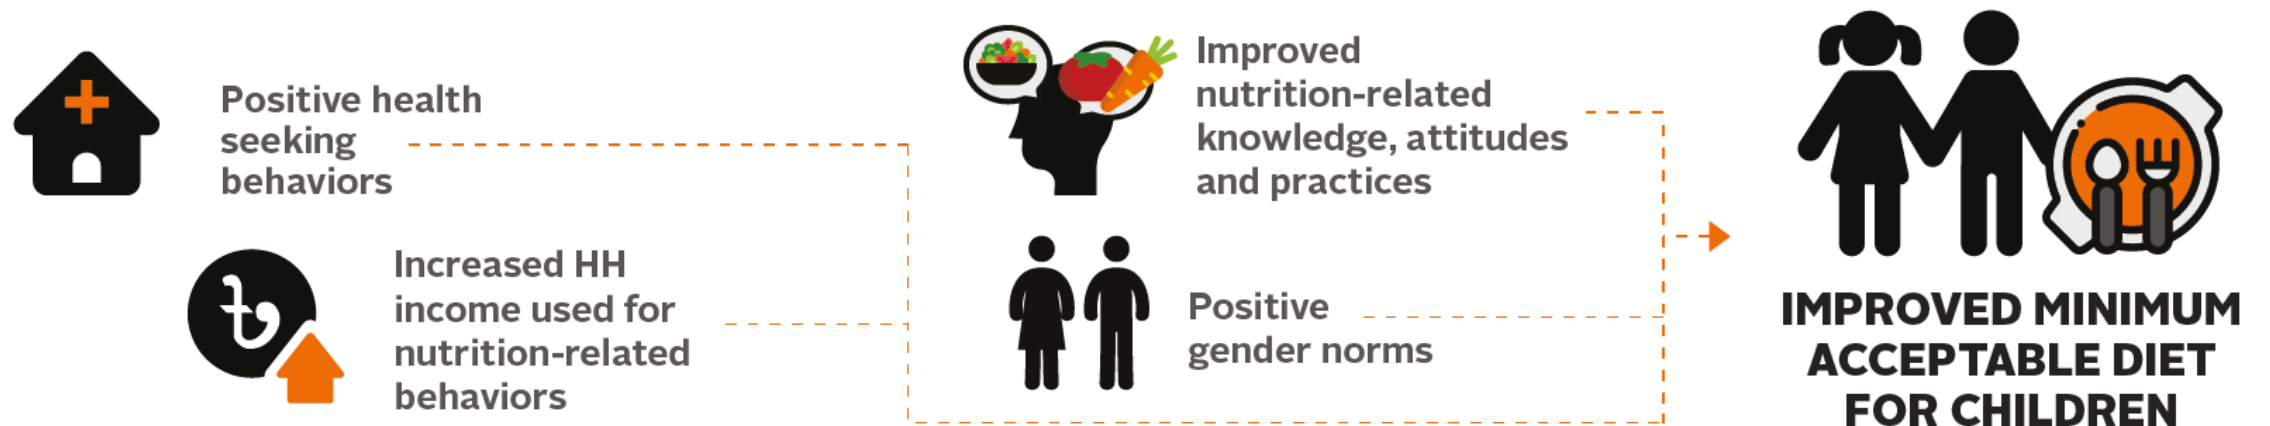 Positive health
seeking
behaviors
৳
Increased HH
income used for
nutrition-related
behaviors
Improved
nutrition-related
knowledge, attitudes
and practices
Positive
gender norms
IMPROVED MINIMUM
ACCEPTABLE DIET
FOR CHILDREN